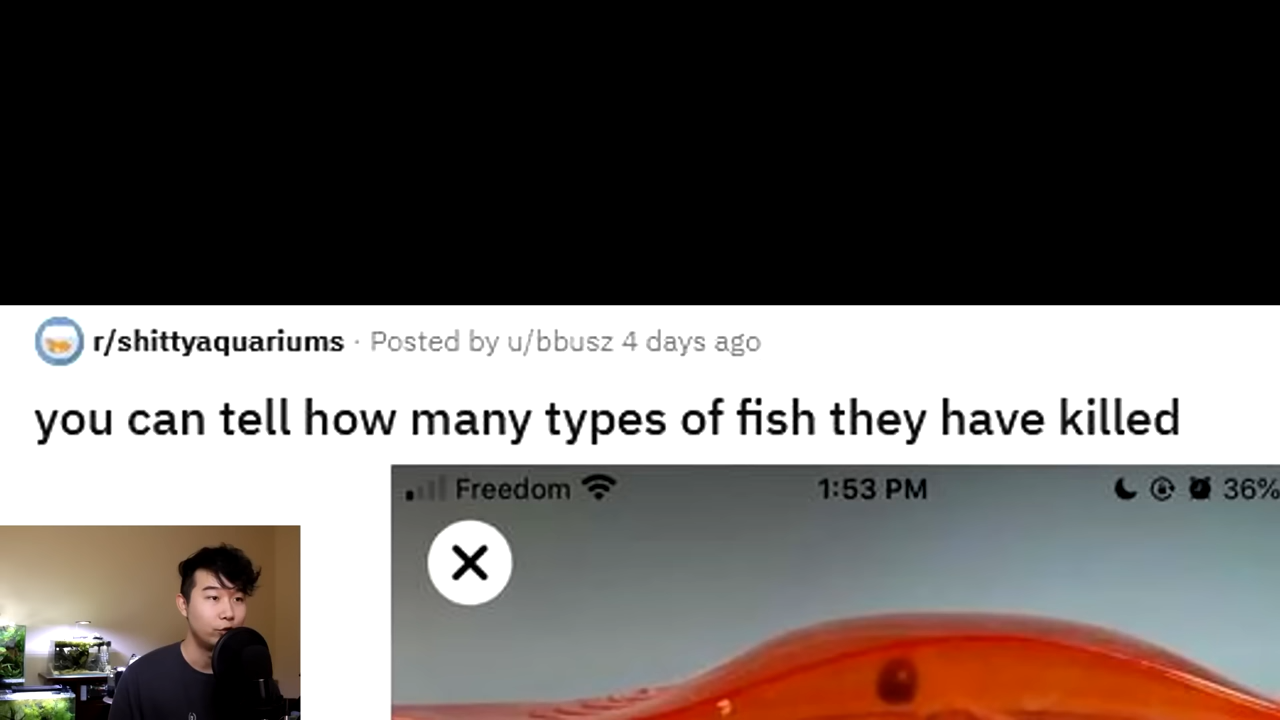 r/shittyaquariums · Posted by u/bbusz 4 days ago
you can tell how many types of fish they have killed
Freedom 1:53 PM 36%